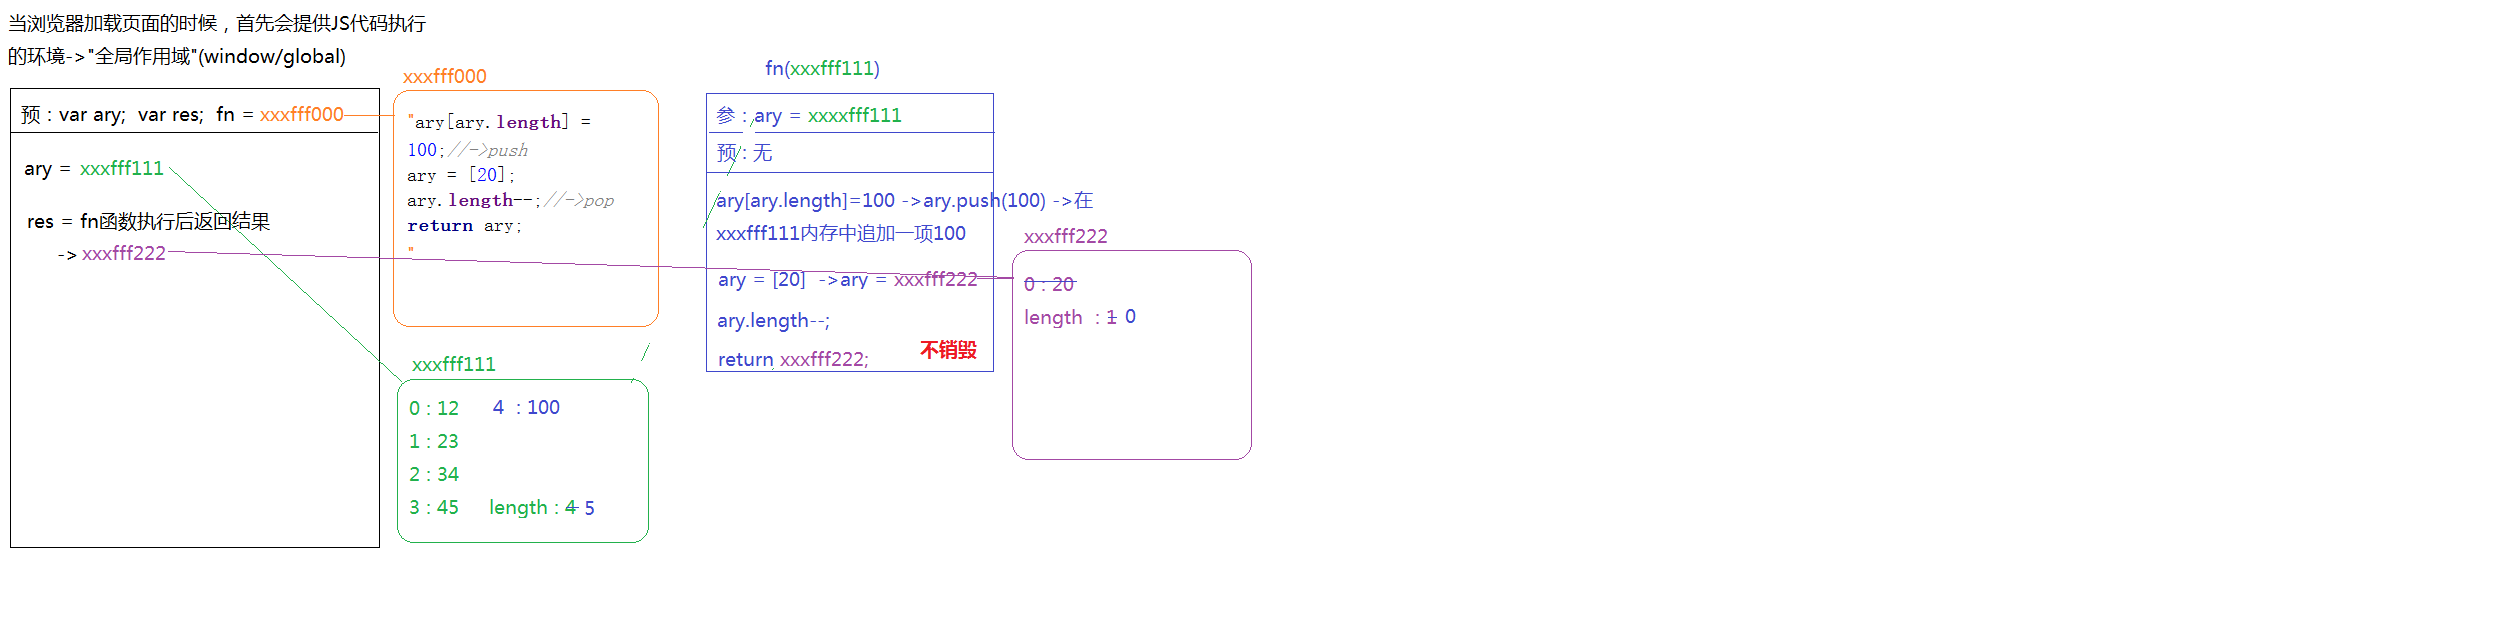 当浏览器加载页面的时候，首先会提供JS代码执行
的环境->"全局作用域"(window/global)
预：var ary;  var res;  fn = xxxfff000
ary = xxxfff111
res = fn函数执行后返回结果
-> xxxfff222
xxxfff000
"ary[ary.length] =
100;//->push
ary = [20];
ary.length--;//->pop
return ary;
"
xxxfff111
0 : 12  4 : 100
1 : 23
2 : 34
3 : 45  length : 4 5
fn(xxxfff111)
参：ary = xxxxfff111
预：无
ary[ary.length]=100 ->ary.push(100) ->在
xxxfff111内存中追加一项100
ary = [20]  ->ary = xxxfff222
ary.length--;
不销毁
return xxxfff222;
xxxfff222
0 : 20
length : 1 0